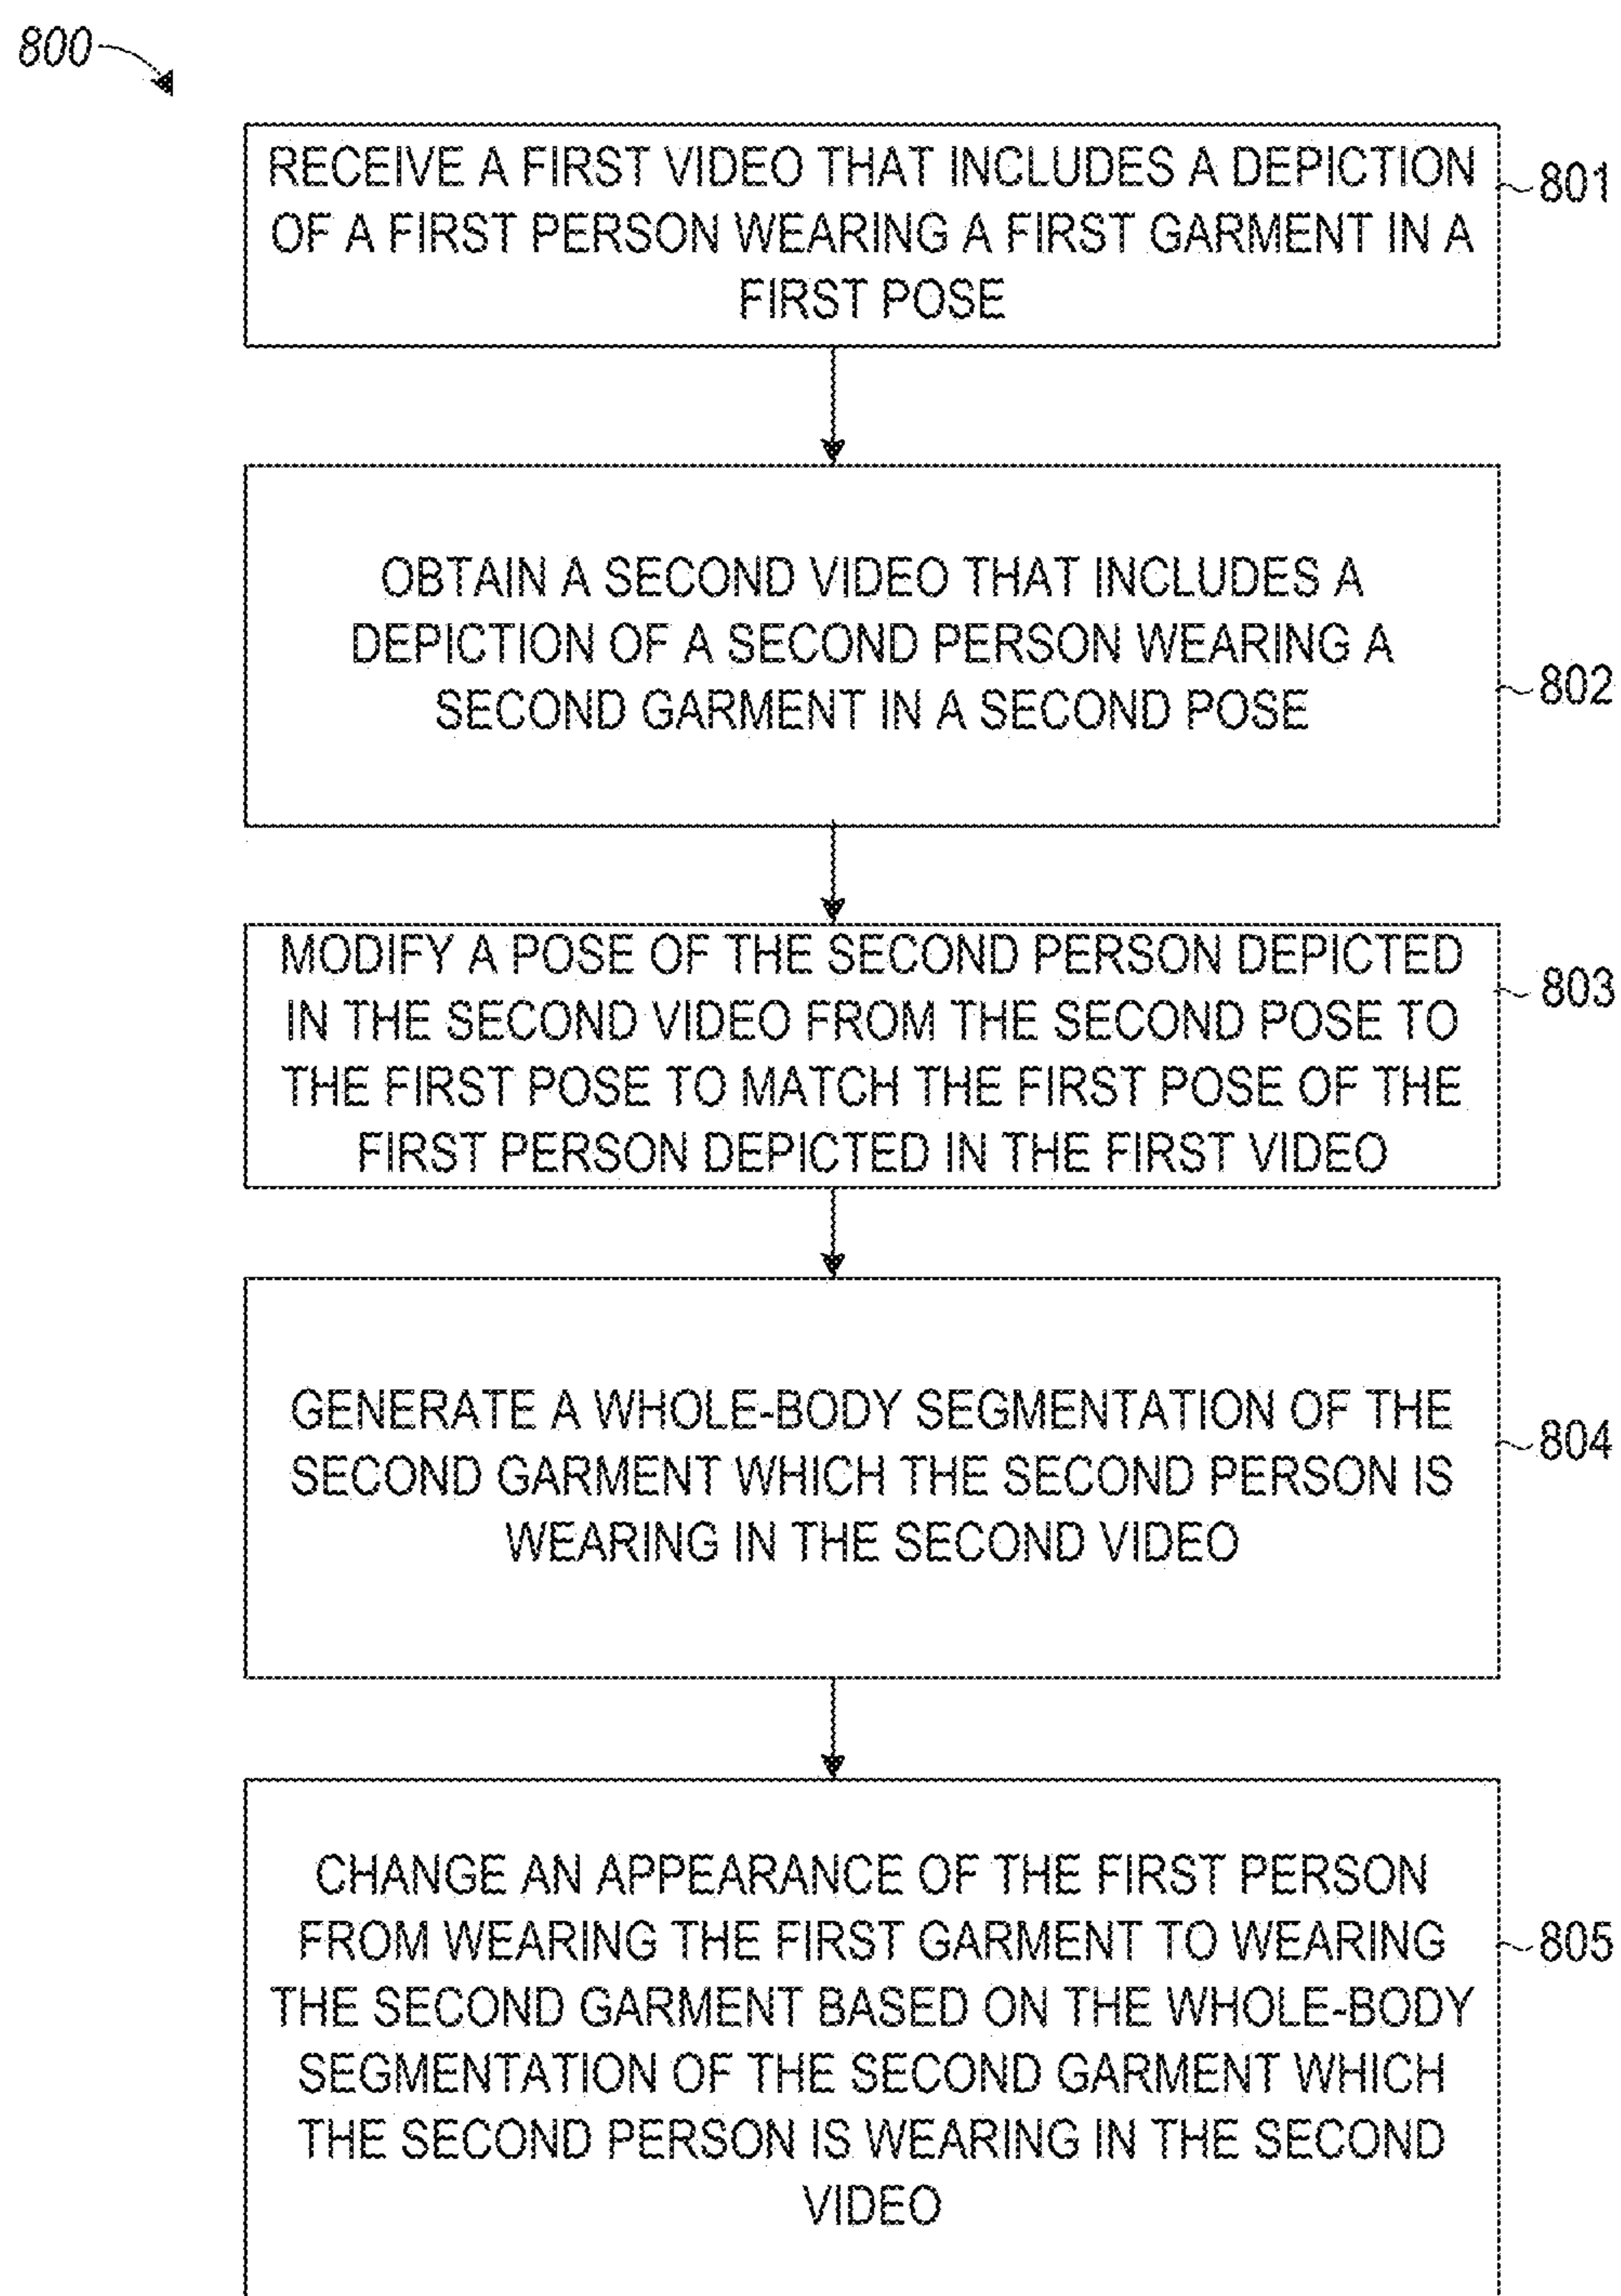 800
RECEIVE A FIRST VIDEO THAT INCLUDES A DEPICTION
OF A FIRST PERSON WEARING A FIRST GARMENT IN A
FIRST POSE
801
OBTAIN A SECOND VIDEO THAT INCLUDES A
DEPICTION OF A SECOND PERSON WEARING A
SECOND GARMENT IN A SECOND POSE
802
MODIFY A POSE OF THE SECOND PERSON DEPICTED
IN THE SECOND VIDEO FROM THE SECOND POSE TO
THE FIRST POSE TO MATCH THE FIRST POSE OF THE
FIRST PERSON DEPICTED IN THE FIRST VIDEO
803
GENERATE A WHOLE-BODY SEGMENTATION OF THE
SECOND GARMENT WHICH THE SECOND PERSON IS
WEARING IN THE SECOND VIDEO
804
CHANGE AN APPEARANCE OF THE FIRST PERSON
FROM WEARING THE FIRST GARMENT TO WEARING
THE SECOND GARMENT BASED ON THE WHOLE-BODY
SEGMENTATION OF THE SECOND GARMENT WHICH
THE SECOND PERSON IS WEARING IN THE SECOND
VIDEO
805